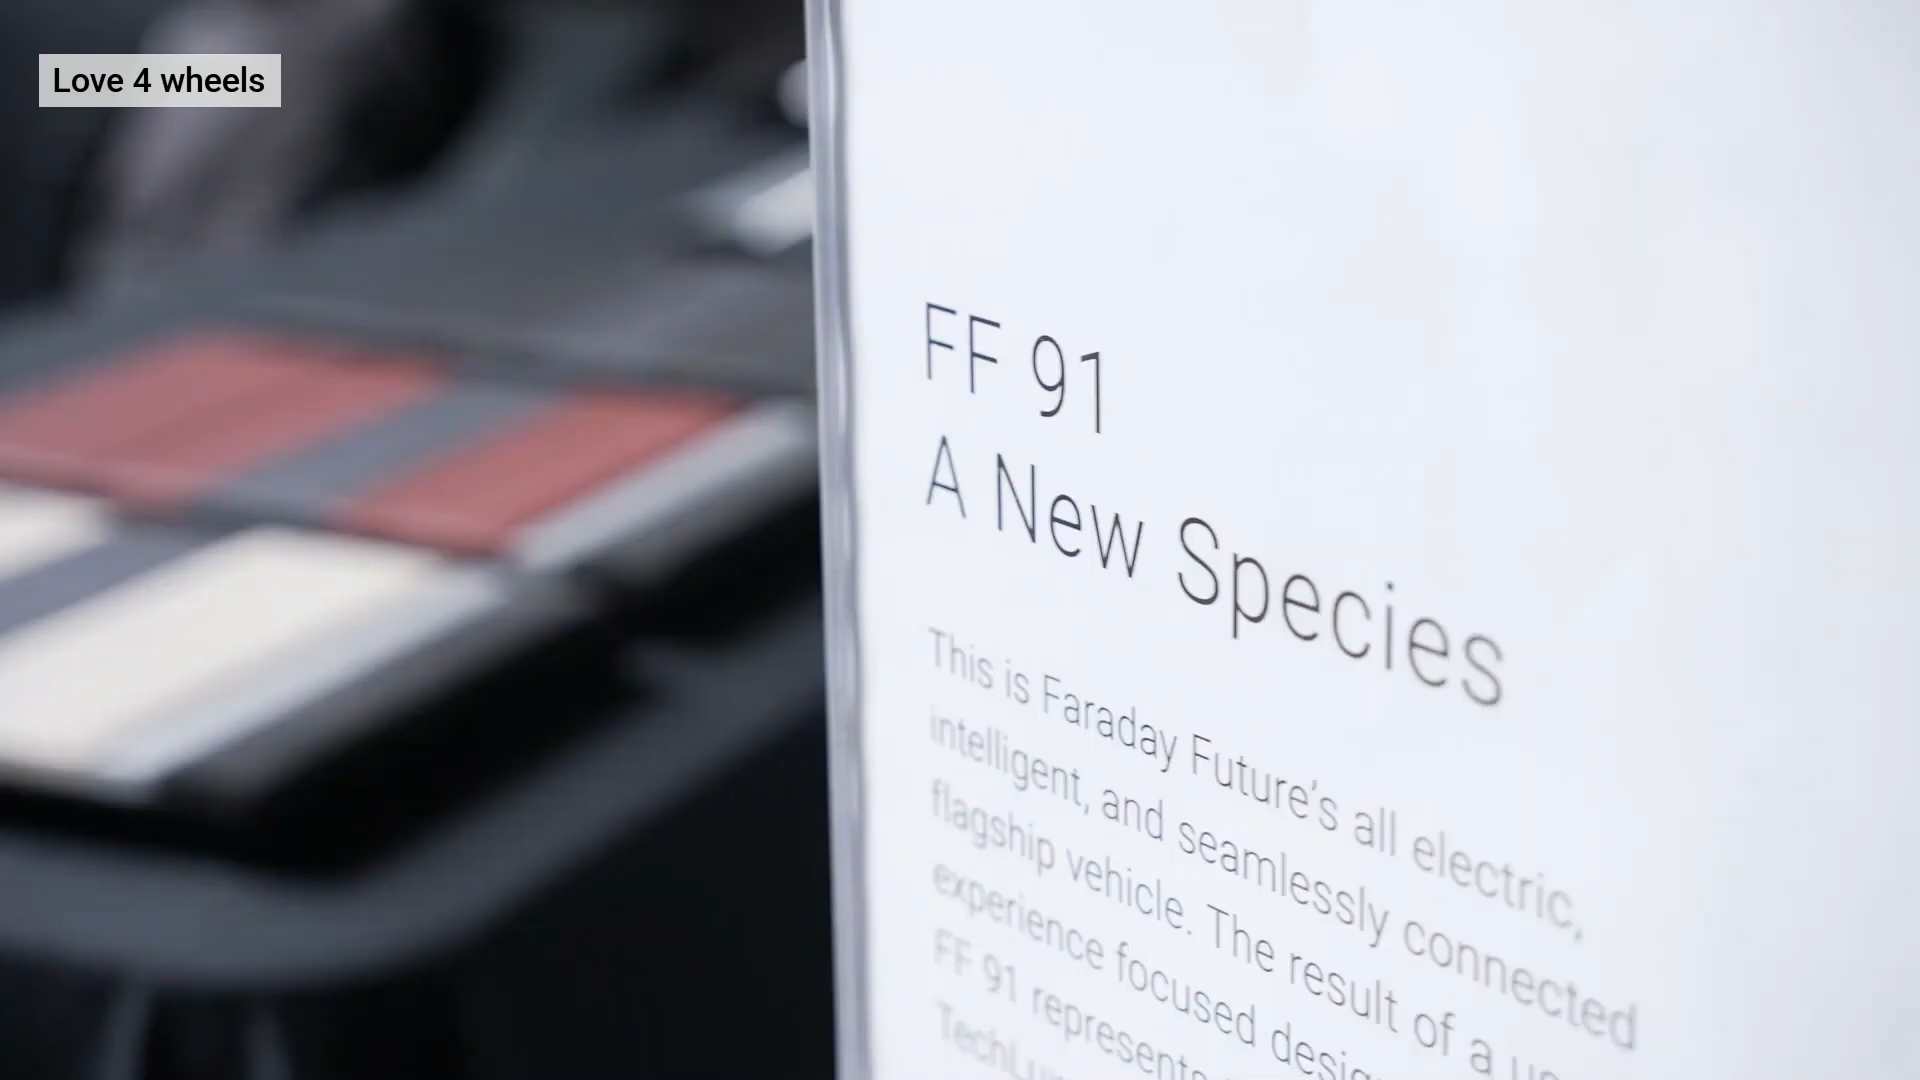 Love 4 wheels
FF 91
A New Species
This is Faraday Future's all electric,
intelligent, and seamlessly connected
flagship vehicle. The result of a
experience focused
FF 91 represents